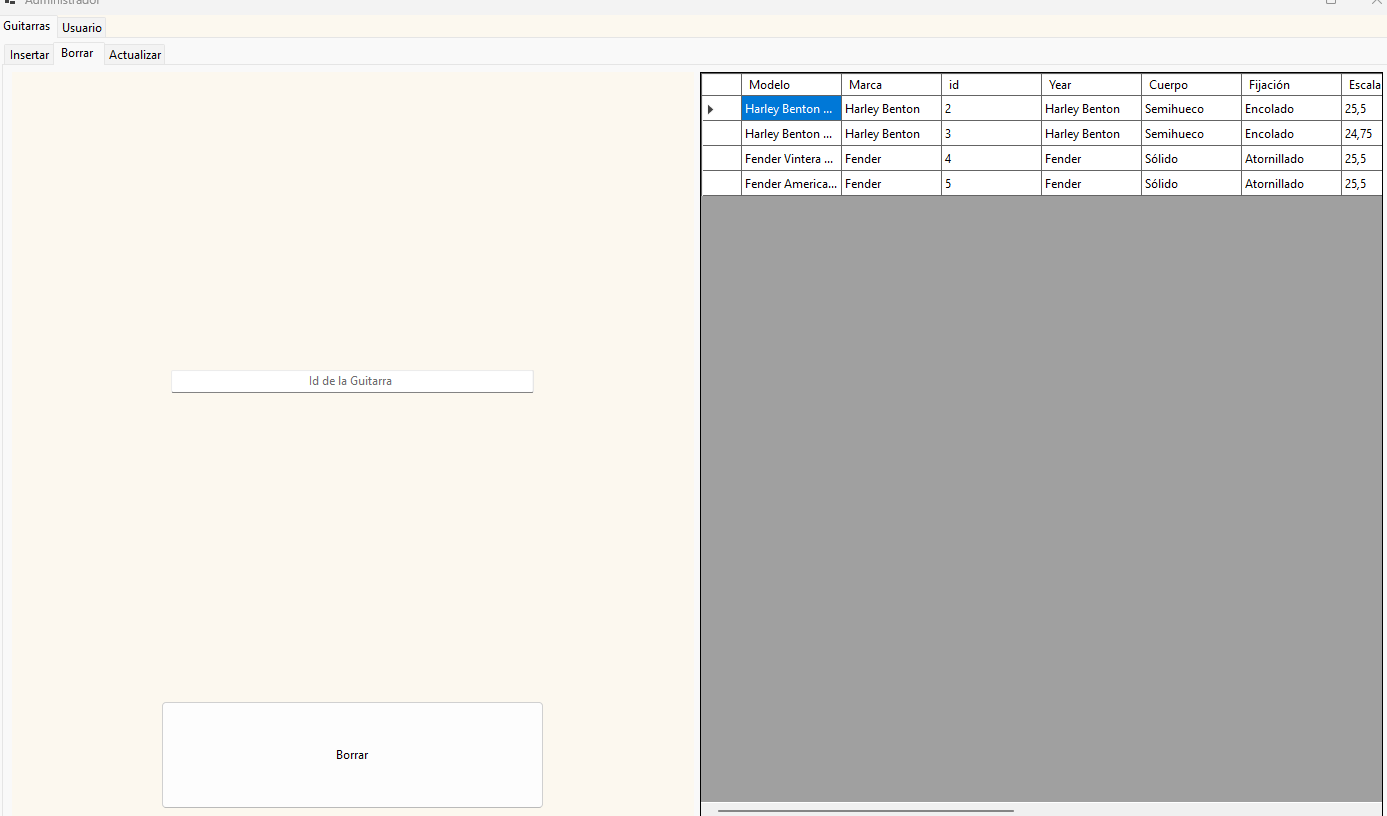 Administrador
Guitarras Usuario
Insertar Borrar Actualizar
Modelo Marca id Year Cuerpo Fijación Escala
Harley Benton ... Harley Benton 2 Harley Benton Semihueco Encolado 25,5
Harley Benton ... Harley Benton 3 Harley Benton Semihueco Encolado 24,75
Fender Vintera ... Fender 4 Fender Sólido Atornillado 25,5
Fender America... Fender 5 Fender Sólido Atornillado 25,5
Id de la Guitarra
Borrar